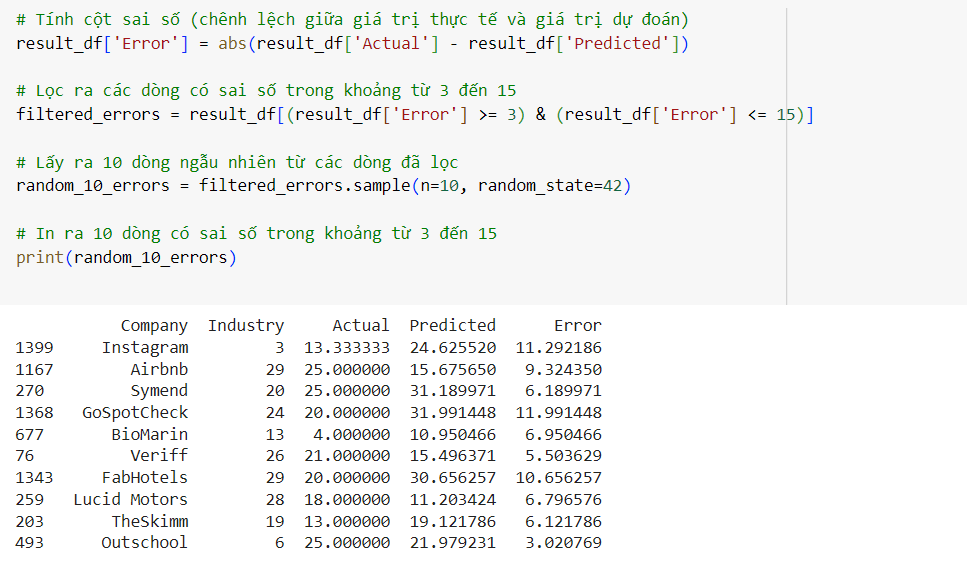 # Tính cột sai số (chênh lệch giữa giá trị thực tế và giá trị dự đoán)
result_df['Error'] = abs(result_df['Actual'] - result_df['Predicted'])
# Lọc ra các dòng có sai số trong khoảng từ 3 đến 15
filtered_errors = result_df[(result_df['Error'] >= 3) & (result_df['Error'] <= 15)]
# Lấy ra 10 dòng ngẫu nhiên từ các dòng đã lọc
random_10_errors = filtered_errors.sample(n=10, random_state=42)
# In ra 10 dòng có sai số trong khoảng từ 3 đến 15
print(random_10_errors)
Company Industry Actual Predicted Error
1399 Instagram 3 13.333333 24.625520 11.292186
1167 Airbnb 29 25.000000 15.675650 9.324350
270 Symend 20 25.000000 31.189971 6.189971
1368 GoSpotCheck 24 20.000000 31.991448 11.991448
677 BioMarin 13 4.000000 10.950466 6.950466
76 Veriff 26 21.000000 15.496371 5.503629
1343 FabHotels 29 20.000000 30.656257 10.656257
259 Lucid Motors 28 18.000000 11.203424 6.796576
203 TheSkimm 19 13.000000 19.121786 6.121786
493 Outschool 6 25.000000 21.979231 3.020769